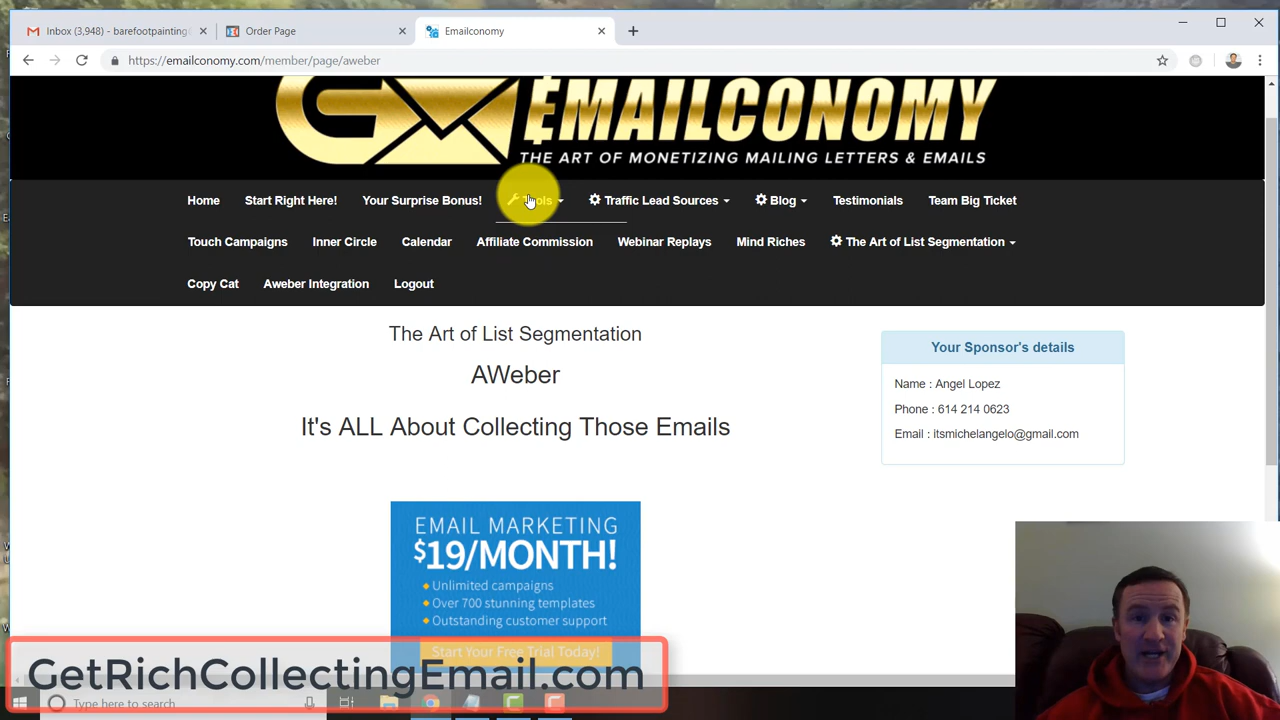 Inbox (3,948) - barefootpainting
Order Page
Emailconomy
https://emailconomy.com/member/page/aweber
EMAILCONOMY
THE ART OF MONETIZING MAILING LETTERS & EMAILS
Home Start Right Here! Your Surprise Bonus! Tools Traffic Lead Sources Blog Testimonials Team Big Ticket
Touch Campaigns Inner Circle Calendar Affiliate Commission Webinar Replays Mind Riches The Art of List Segmentation
Copy Cat Aweber Integration Logout
The Art of List Segmentation
AWeber
It's ALL About Collecting Those Emails
Your Sponsor's details
Name : Angel Lopez
Phone : 614 214 0623
Email : itsmichelangelo@gmail.com
EMAIL MARKETING
$19/MONTH!
Unlimited campaigns
Over 700 stunning templates
Outstanding customer support
Start Your Free Trial Today!
GetRichCollectingEmail.com
Type here to search